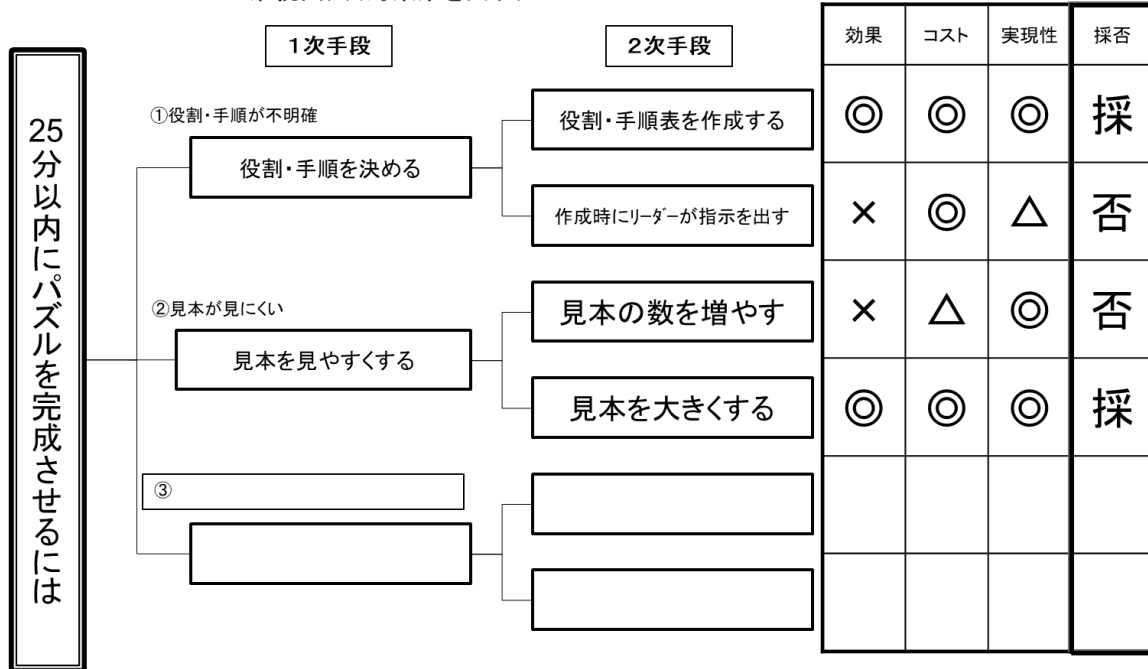 1次手段
2次手段
効果
コスト
実現性
採否
25分以内にパズルを完成させるには
①役割・手順が不明確
役割・手順を決める
役割・手順表を作成する
◎
◎
◎
採
作成時にリーダーが指示を出す
×
◎
△
否
②見本が見にくい
見本を見やすくする
見本の数を増やす
×
△
◎
否
見本を大きくする
◎
◎
◎
採
③